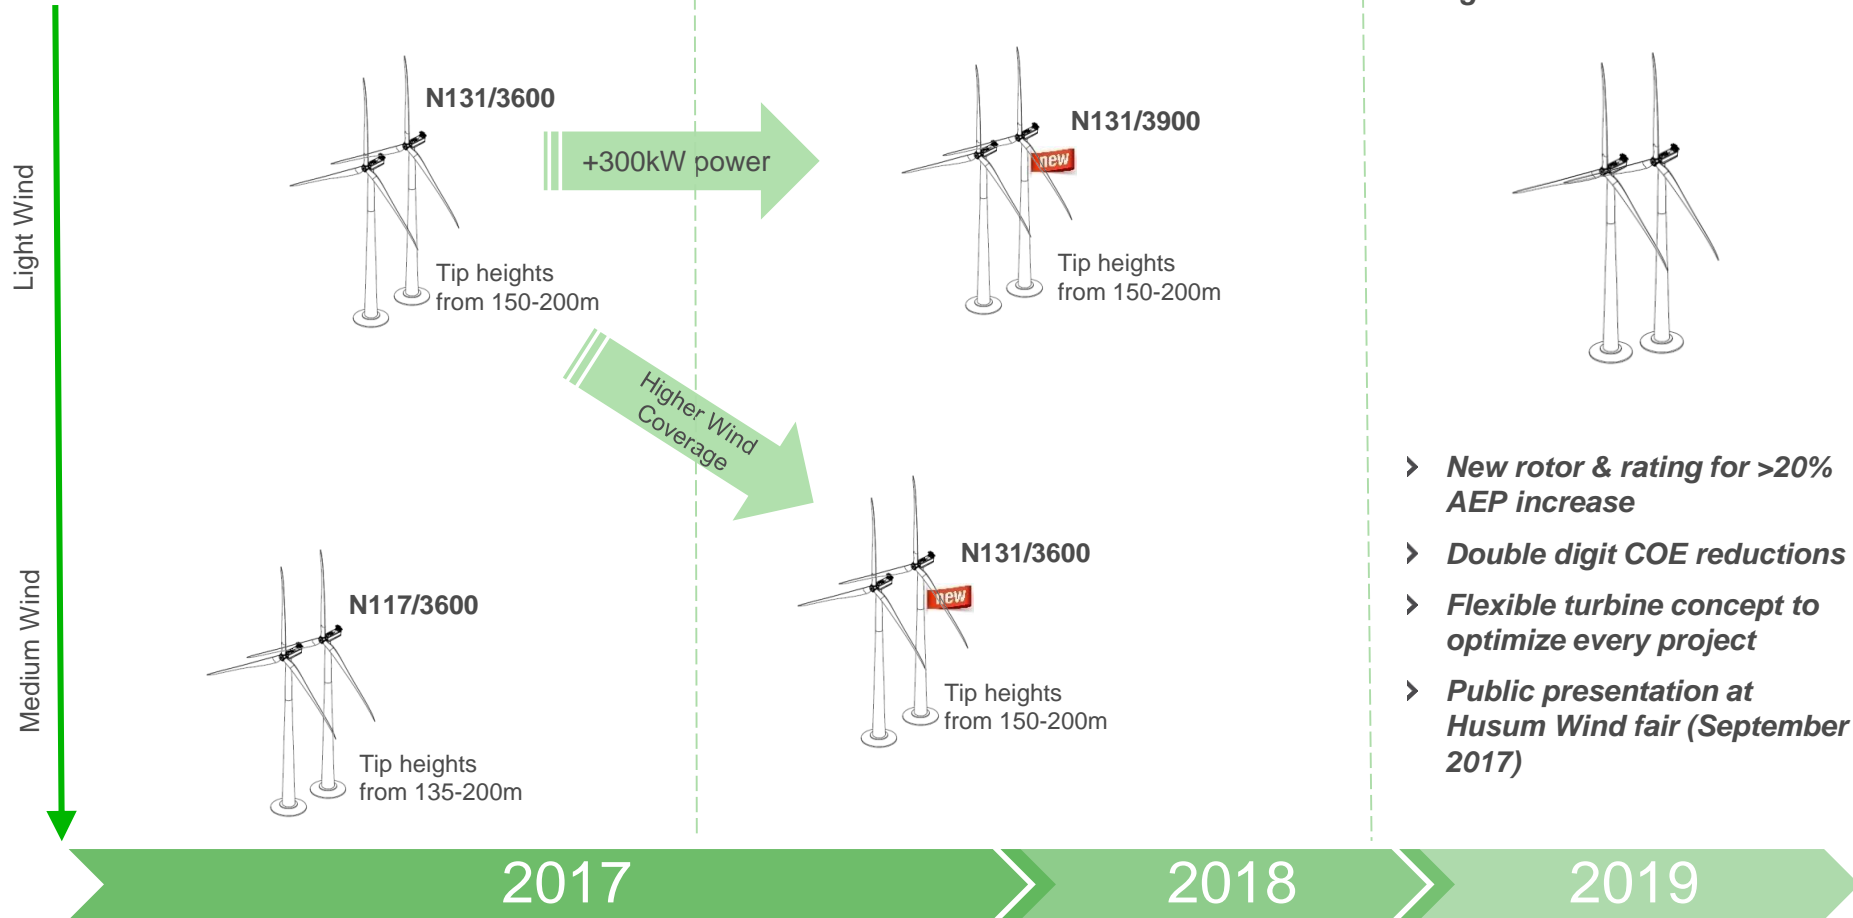 N131/3600
+300kW power
N131/3900
new
Tip heights
from 150-200m
Tip heights
from 150-200m
Light Wind
Higher Wind
Coverage
New rotor & rating for >20%
AEP increase
Double digit COE reductions
Flexible turbine concept to
optimize every project
Public presentation at
Husum Wind fair (September
2017)
N131/3600
new
Tip heights
from 150-200m
Medium Wind
N117/3600
Tip heights
from 135-200m
2017
2018
2019